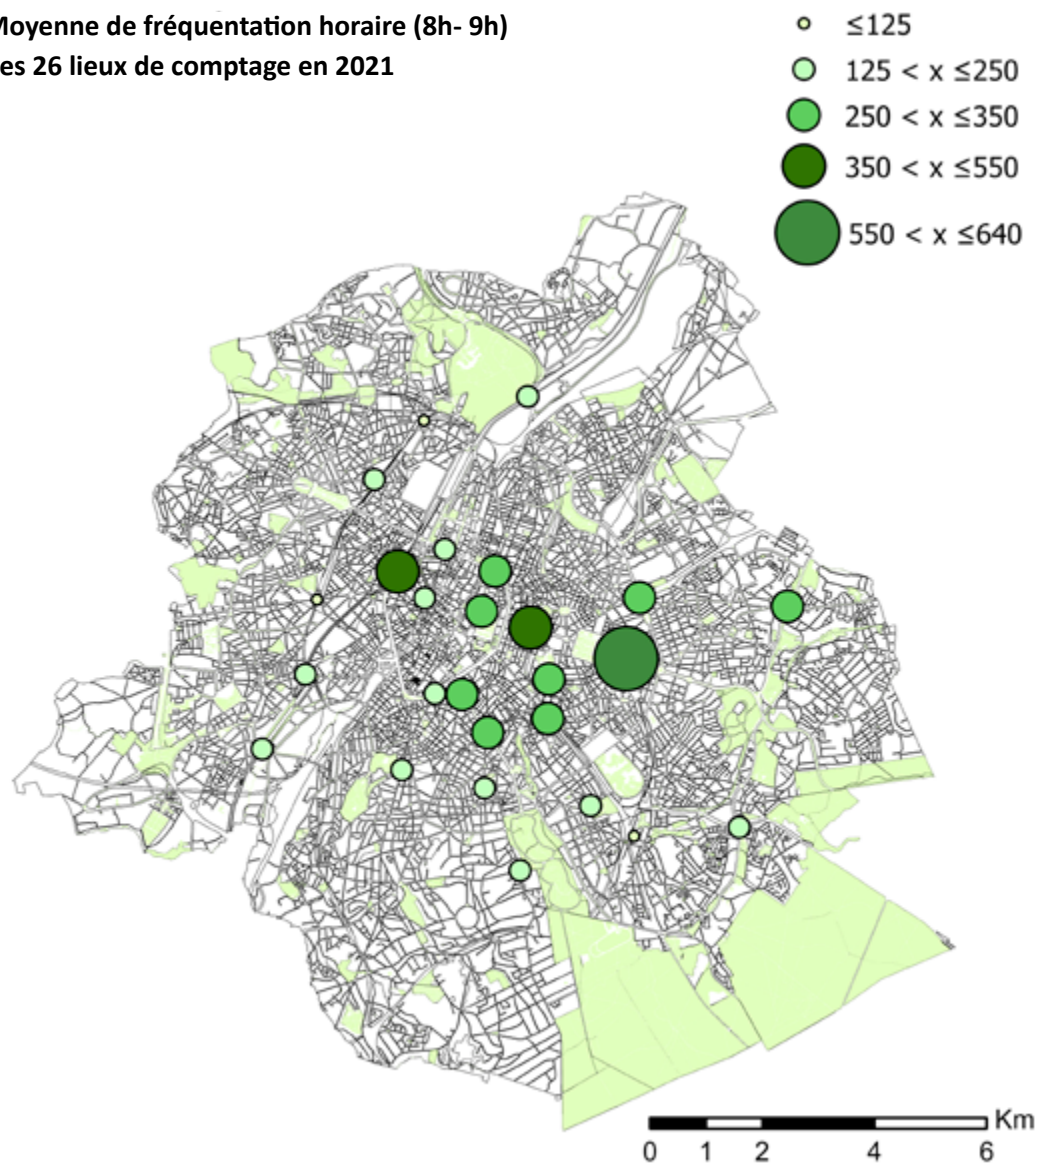 Moyenne de fréquentation horaire (8h- 9h)
es 26 lieux de comptage en 2021
≤125
125 < x ≤250
250 < x ≤350
350 < x ≤550
550 < x ≤640
Km
0 1 2 4 6